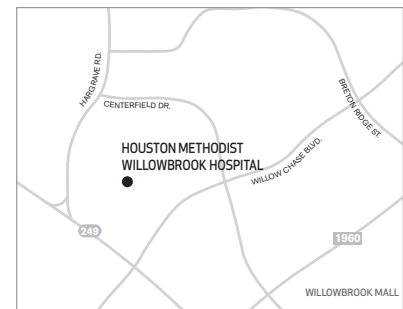 HARGRAVE RD.
CENTERFIELD DR.
BRETON RIDGE ST.
HOUSTON METHODIST
WILLOWBROOK HOSPITAL
WILLOW CHASE BLVD.
249
1960
WILLOWBROOK MALL